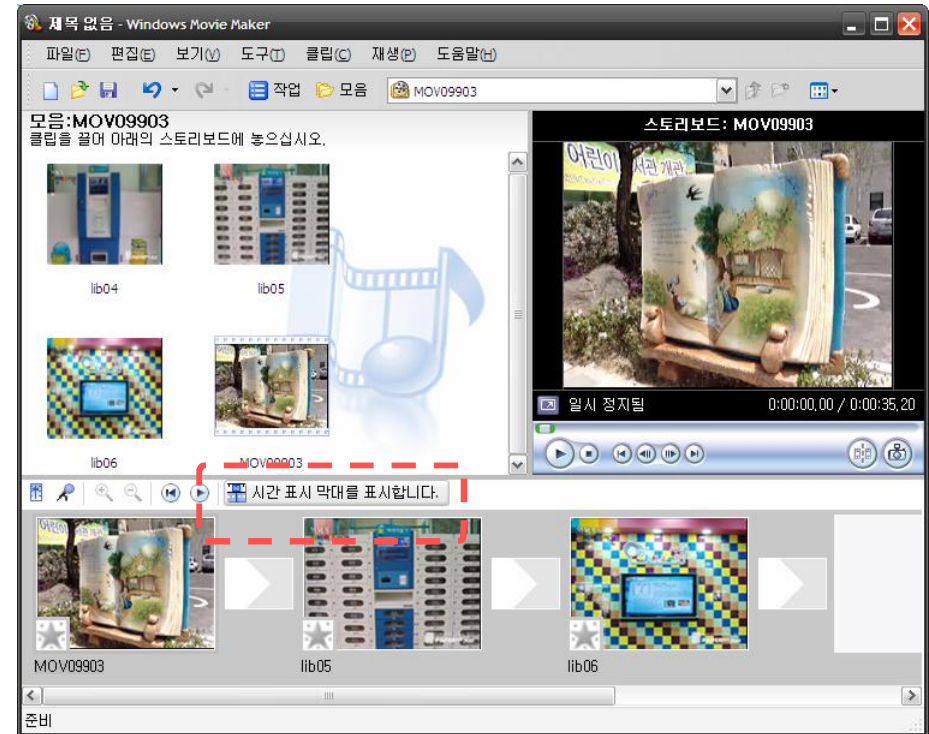 제목 없음 - Windows Movie Maker
파일(F) 편집(E) 보기(V) 도구(T) 클립(C) 재생(P) 도움말(H)
작업 모음 MOV09903
모음:MOV09903
클립을 끌어 아래의 스토리보드에 놓으십시오.
lib04 lib05
lib06 MOV09903
스토리보드: MOV09903
어린이
일시 정지됨 0:00:00,00 / 0:00:35,20
시간 표시 막대를 표시합니다.
MOV09903 lib05 lib06
준비